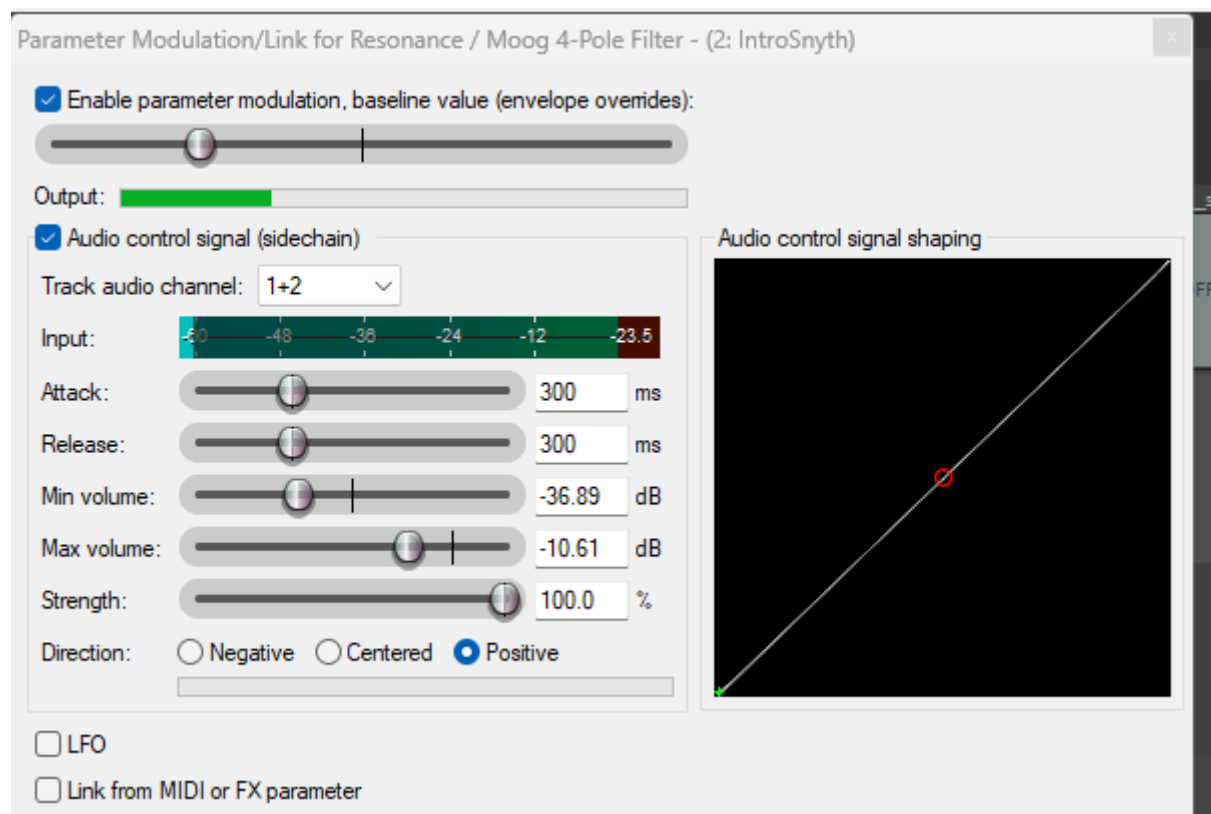 Parameter Modulation/Link for Resonance / Moog 4-Pole Filter - (2: IntroSnyth)
x
Enable parameter modulation, baseline value (envelope overrides):
Output:
Audio control signal (sidechain)
Audio control signal shaping
Track audio channel: 1+2
Input: -60 -48 -36 -24 -12 -23.5
Attack: 300 ms
Release: 300 ms
Min volume: -36.89 dB
Max volume: -10.61 dB
Strength: 100.0 %
Direction: Negative Centered Positive
LFO
Link from MIDI or FX parameter